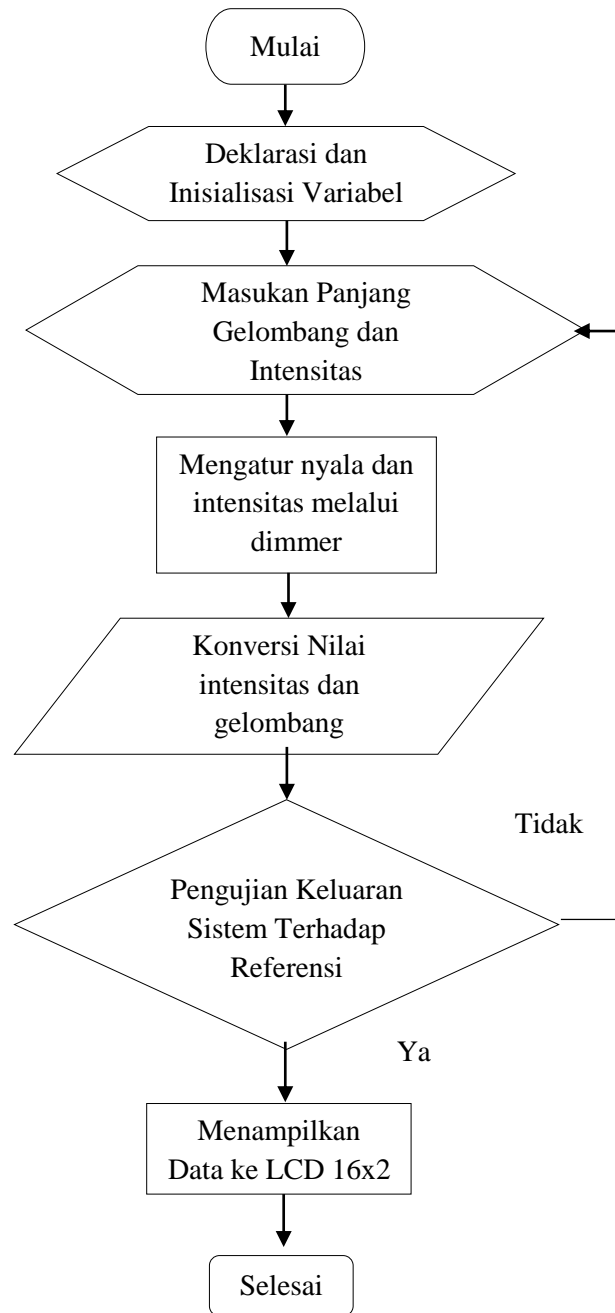 Mulai
Deklarasi dan
Inisialisasi Variabel
Masukan Panjang
Gelombang dan
Intensitas
Mengatur nyala dan
intensitas melalui
dimmer
Konversi Nilai
intensitas dan
gelombang
Tidak
Pengujian Keluaran
Sistem Terhadap
Referensi
Ya
Menampilkan
Data ke LCD 16x2
Selesai